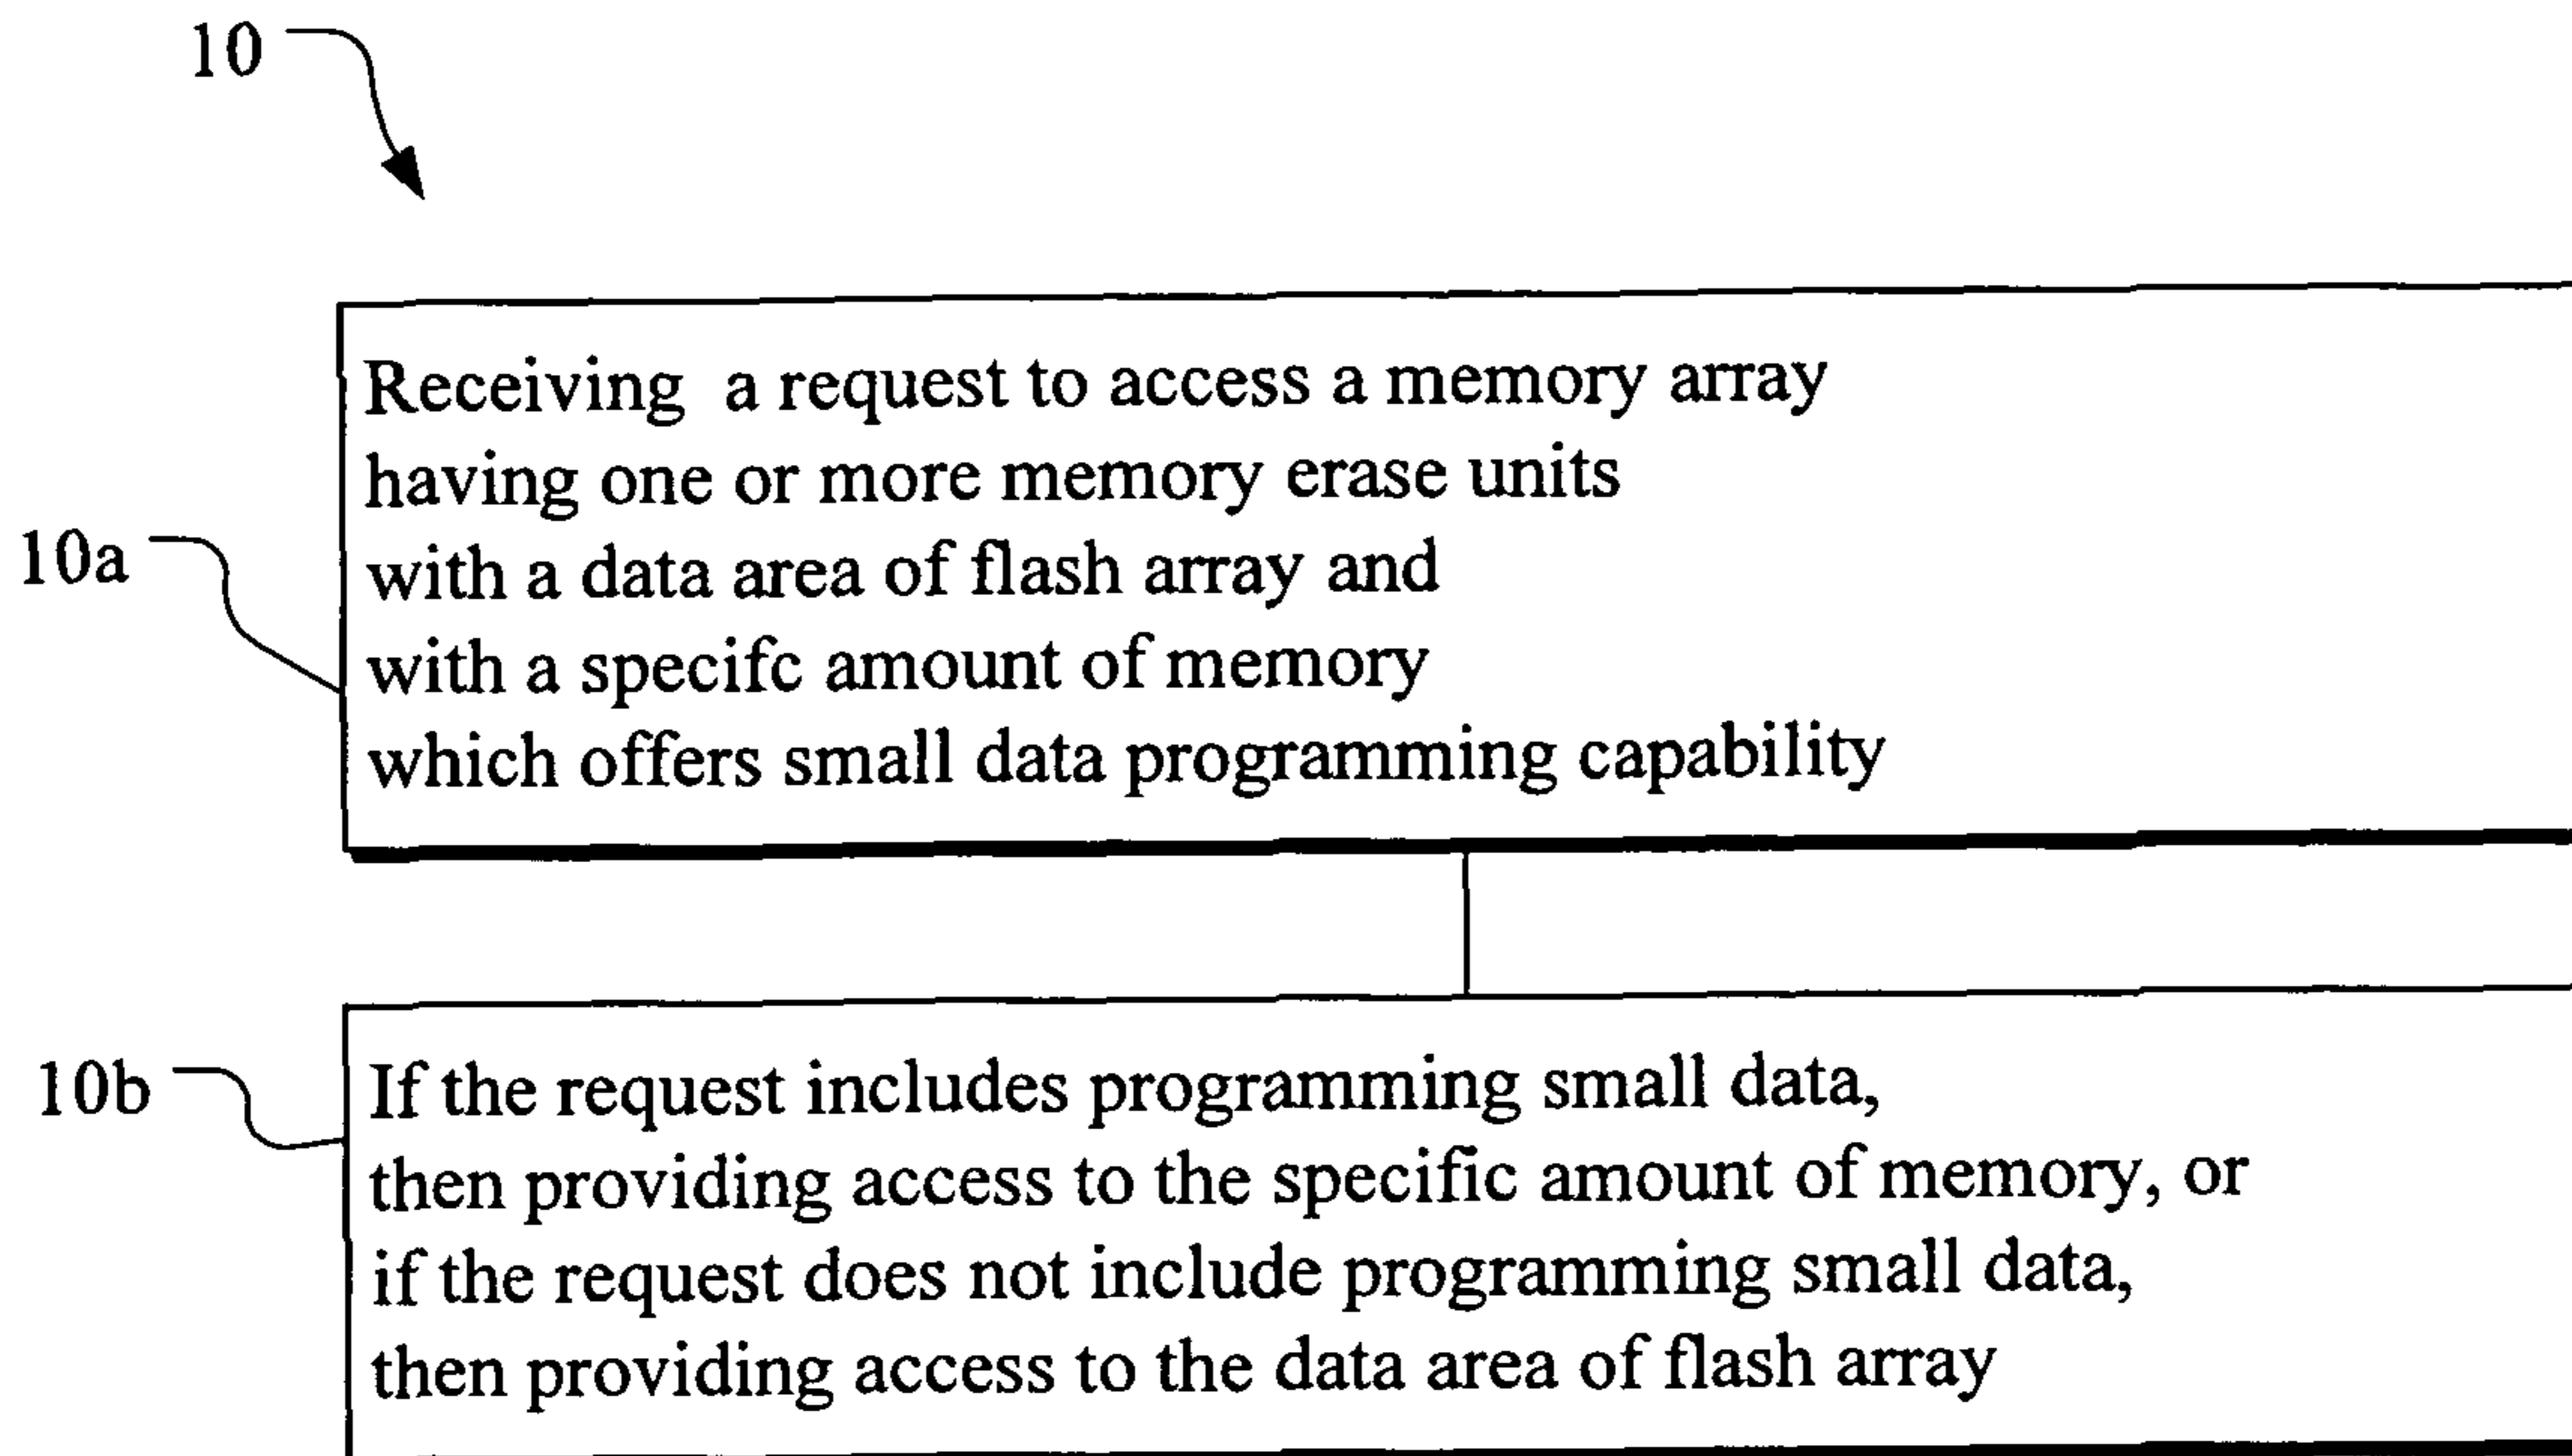 10
Receiving a request to access a memory array
having one or more memory erase units
10a
with a data area of flash array and
with a specifc amount of memory
which offers small data programming capability
10b
If the request includes programming small data,
then providing access to the specific amount of memory, or
if the request does not include programming small data,
then providing access to the data area of flash array